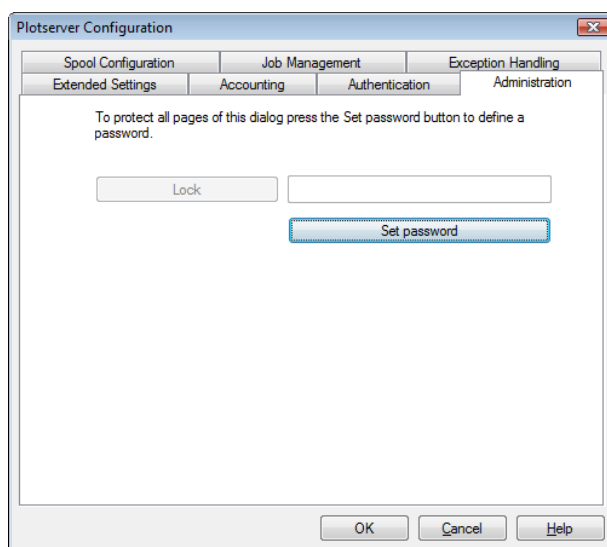 Plotserver Configuration
Spool Configuration Job Management Exception Handling
Extended Settings Accounting Authentication Administration
To protect all pages of this dialog press the Set password button to define a
password.
Lock
Set password
OK Cancel Help